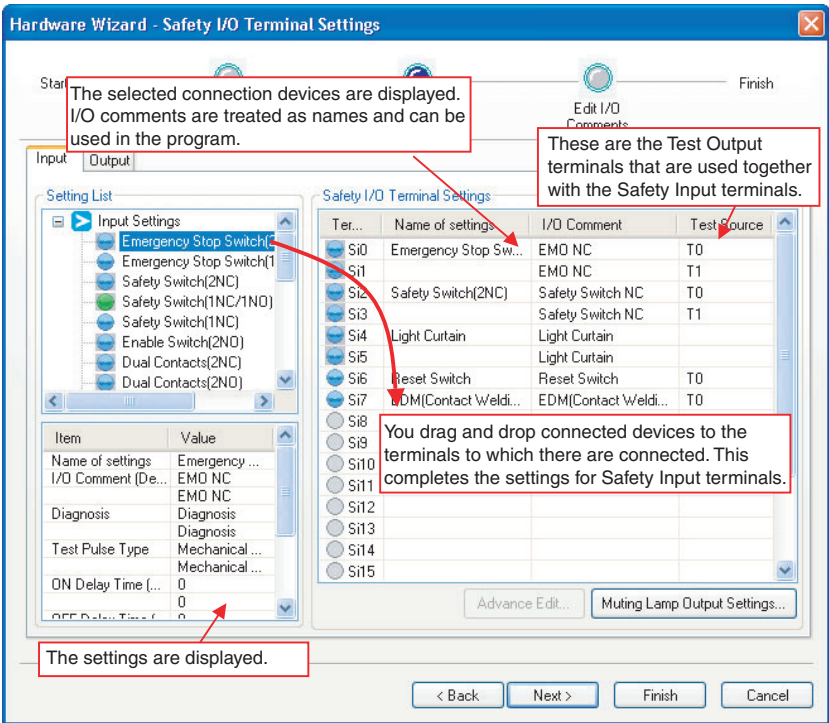 Hardware Wizard - Safety I/O Terminal Settings
Finish
Edit I/O
Comments
The selected connection devices are displayed.
I/O comments are treated as names and can be
used in the program.
These are the Test Output
terminals that are used together
with the Safety Input terminals.
Input Output
Setting List
Input Settings
Emergency Stop Switch(2
Emergency Stop Switch(1
Safety Switch(2NC)
Safety Switch(1NC/1NO)
Safety Switch(1NC)
Enable Switch(2NO)
Dual Contacts(2NC)
Dual Contacts(2NO)
Item Value
Name of settings Emergency ...
I/O Comment (De... EMO NC
EMO NC
Diagnosis Diagnosis
Diagnosis
Test Pulse Type Mechanical ...
Mechanical ...
ON Delay Time (... 0
0
OFF Delay Time ( 0
The settings are displayed.
Safety I/O Terminal Settings
Ter... Name of settings I/O Comment Test Source
Si0 Emergency Stop Sw... EMO NC T0
Si1 EMO NC T1
Si2 Safety Switch(2NC) Safety Switch NC T0
Si3 Safety Switch NC T1
Si4 Light Curtain Light Curtain
Si5 Light Curtain
Si6 Reset Switch Reset Switch T0
Si7 EDM(Contact Weldi... EDM(Contact Weldi... T0
Si8
Si9
Si10
Si11
Si12
Si13
Si14
Si15
You drag and drop connected devices to the
terminals to which there are connected. This
completes the settings for Safety Input terminals.
Advance Edit... Muting Lamp Output Settings...
< Back Next > Finish Cancel